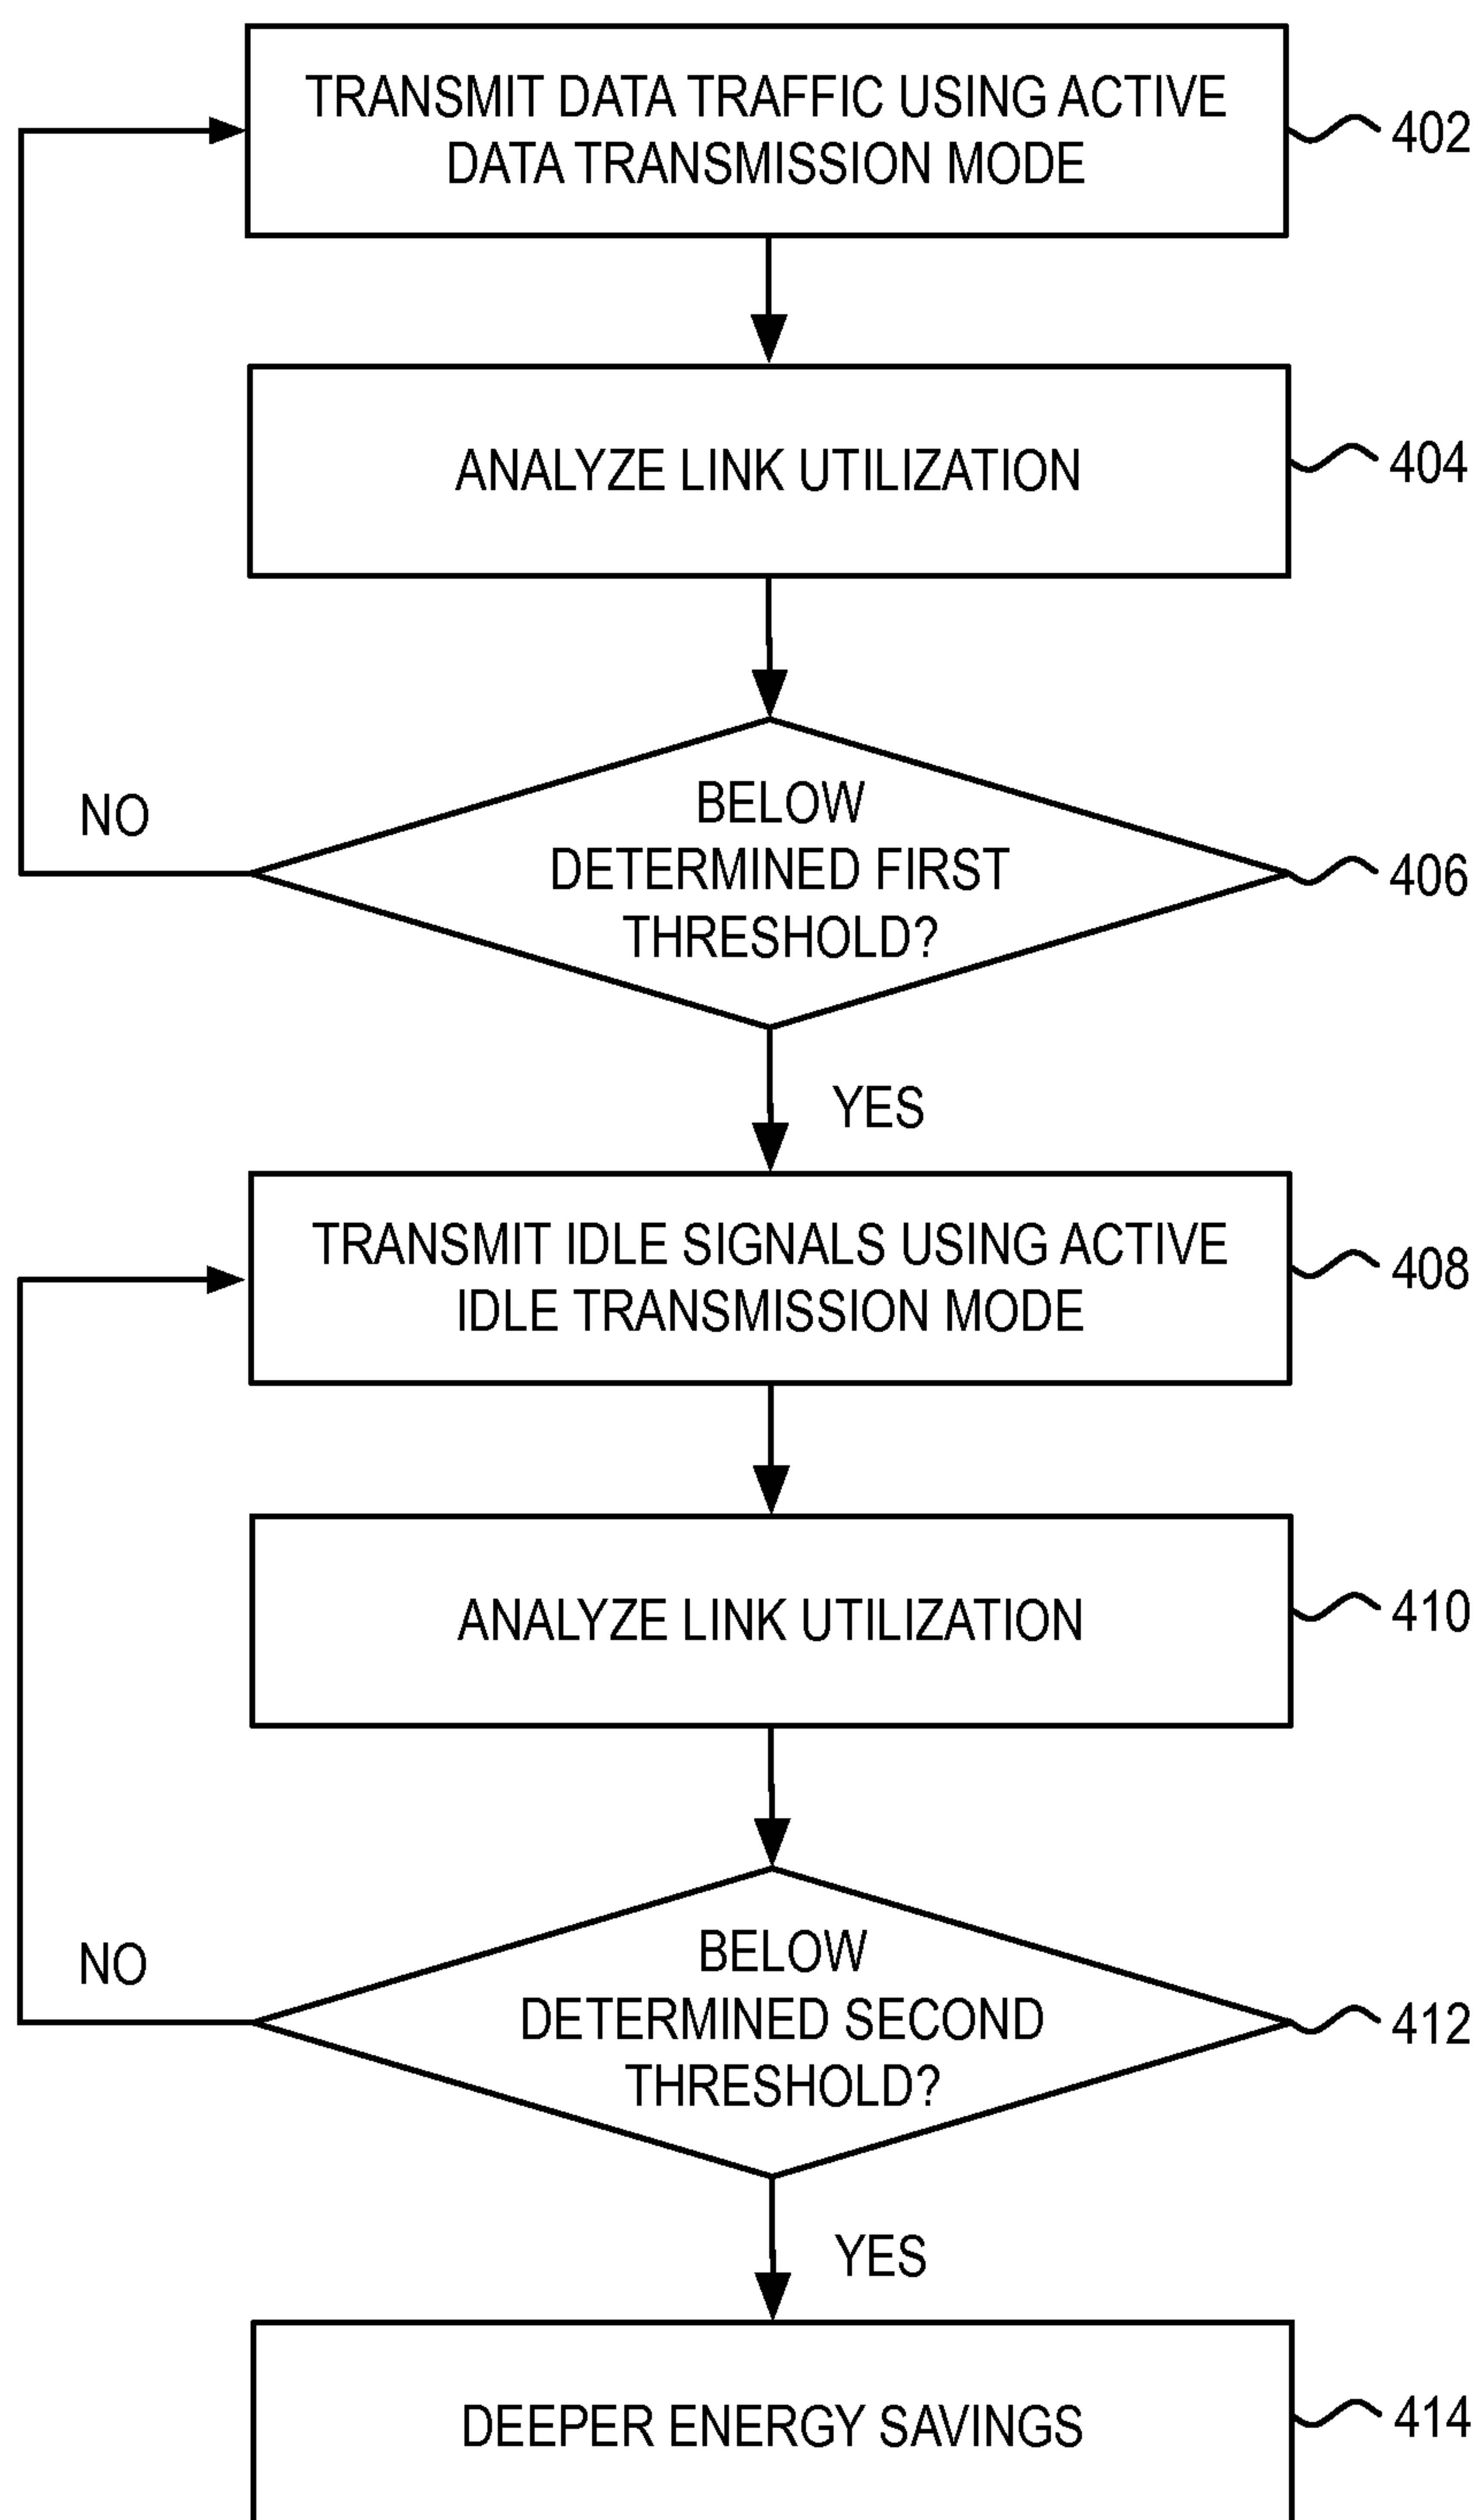 TRANSMIT DATA TRAFFIC USING ACTIVE
DATA TRANSMISSION MODE
402
ANALYZE LINK UTILIZATION
404
NO
BELOW
DETERMINED FIRST
THRESHOLD?
406
YES
TRANSMIT IDLE SIGNALS USING ACTIVE
IDLE TRANSMISSION MODE
408
ANALYZE LINK UTILIZATION
410
NO
BELOW
DETERMINED SECOND
THRESHOLD?
412
YES
DEEPER ENERGY SAVINGS
414